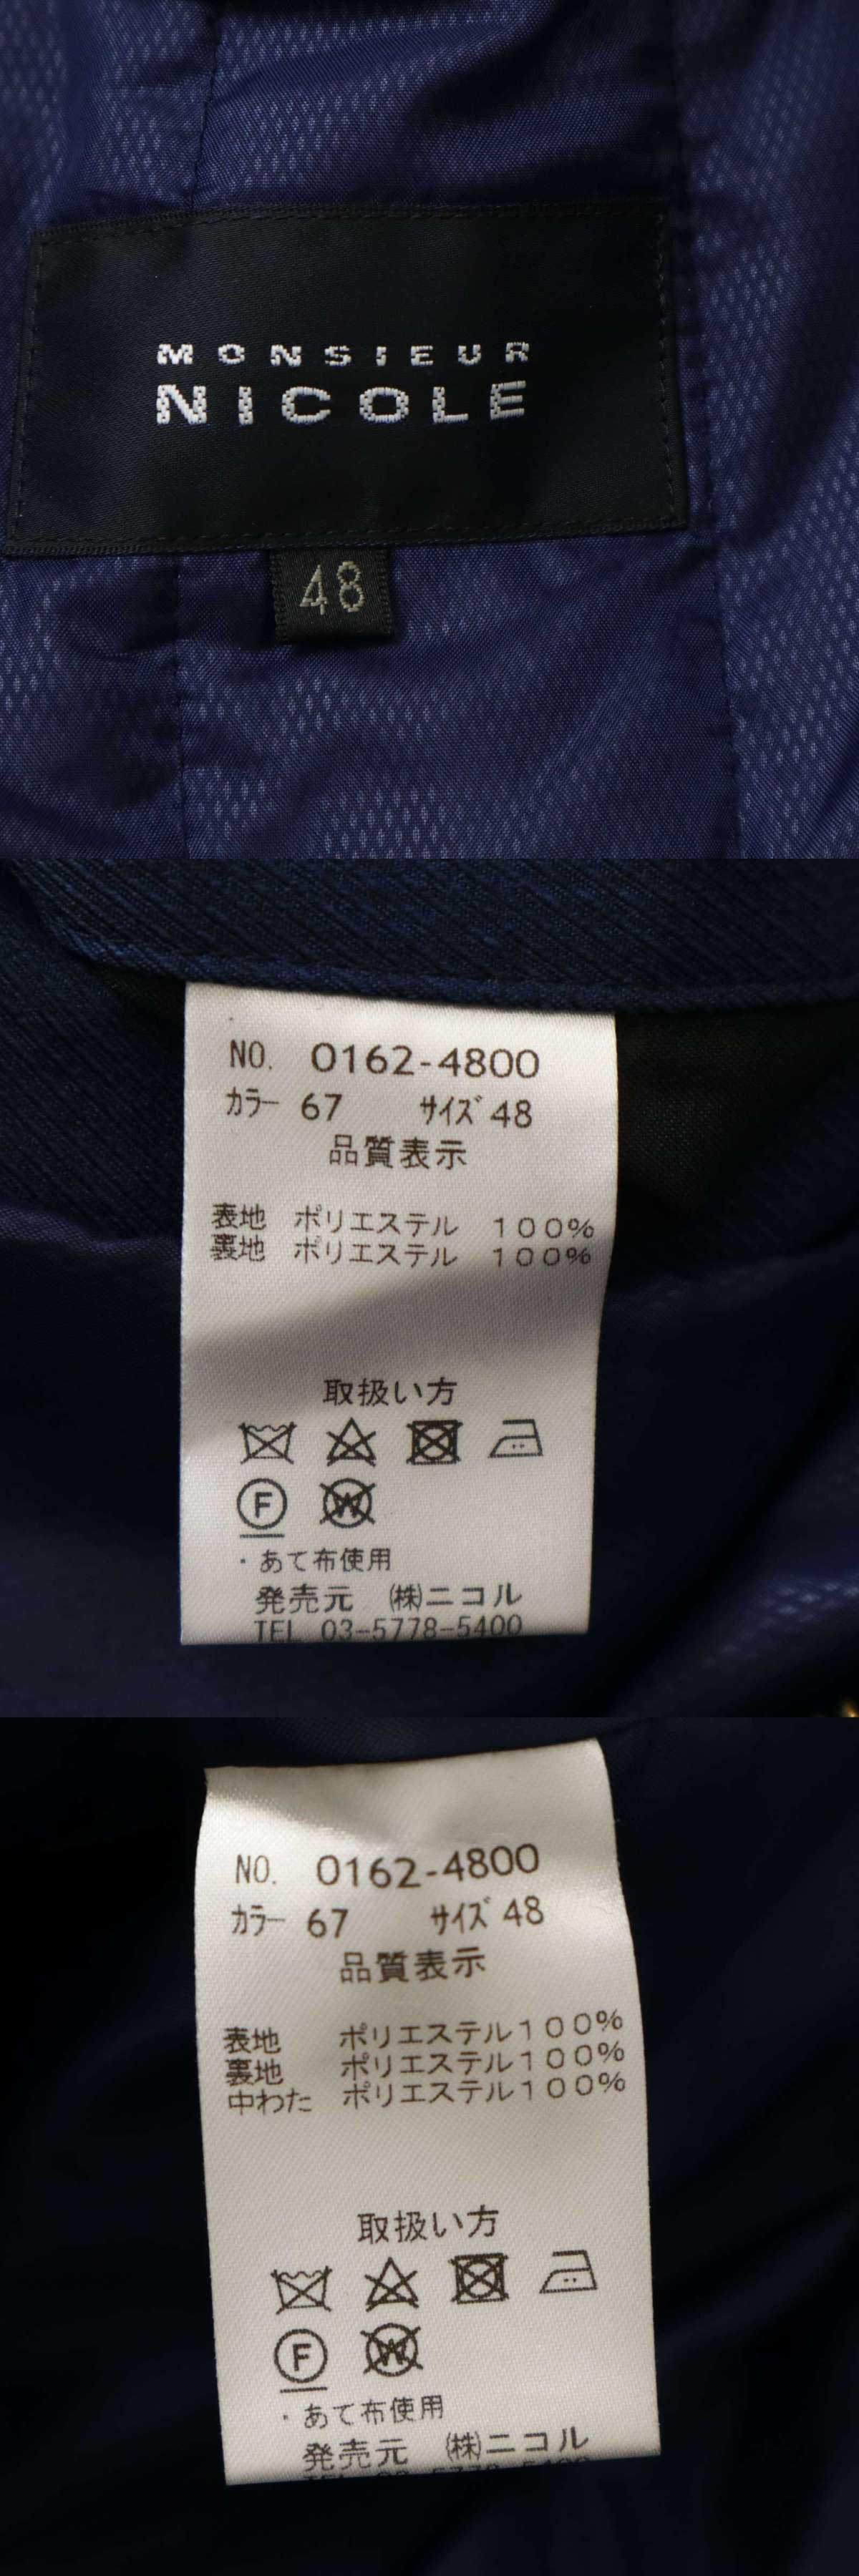 MONSIEUR
NICOLE
48
NO. 0162-4800
カラー 67 サイズ 48
品質表示
表地 ポリエステル 100%
裏地 ポリエステル 100%
取扱い方
F W
・あて布使用
発売元 ㈱ニコル
TEL 03-5778-5400
NO. 0162-4800
カラー 67 サイズ 48
品質表示
表地 ポリエステル100%
裏地 ポリエステル100%
中わた ポリエステル100%
取扱い方
F W
・あて布使用
発売元 ㈱ニコル